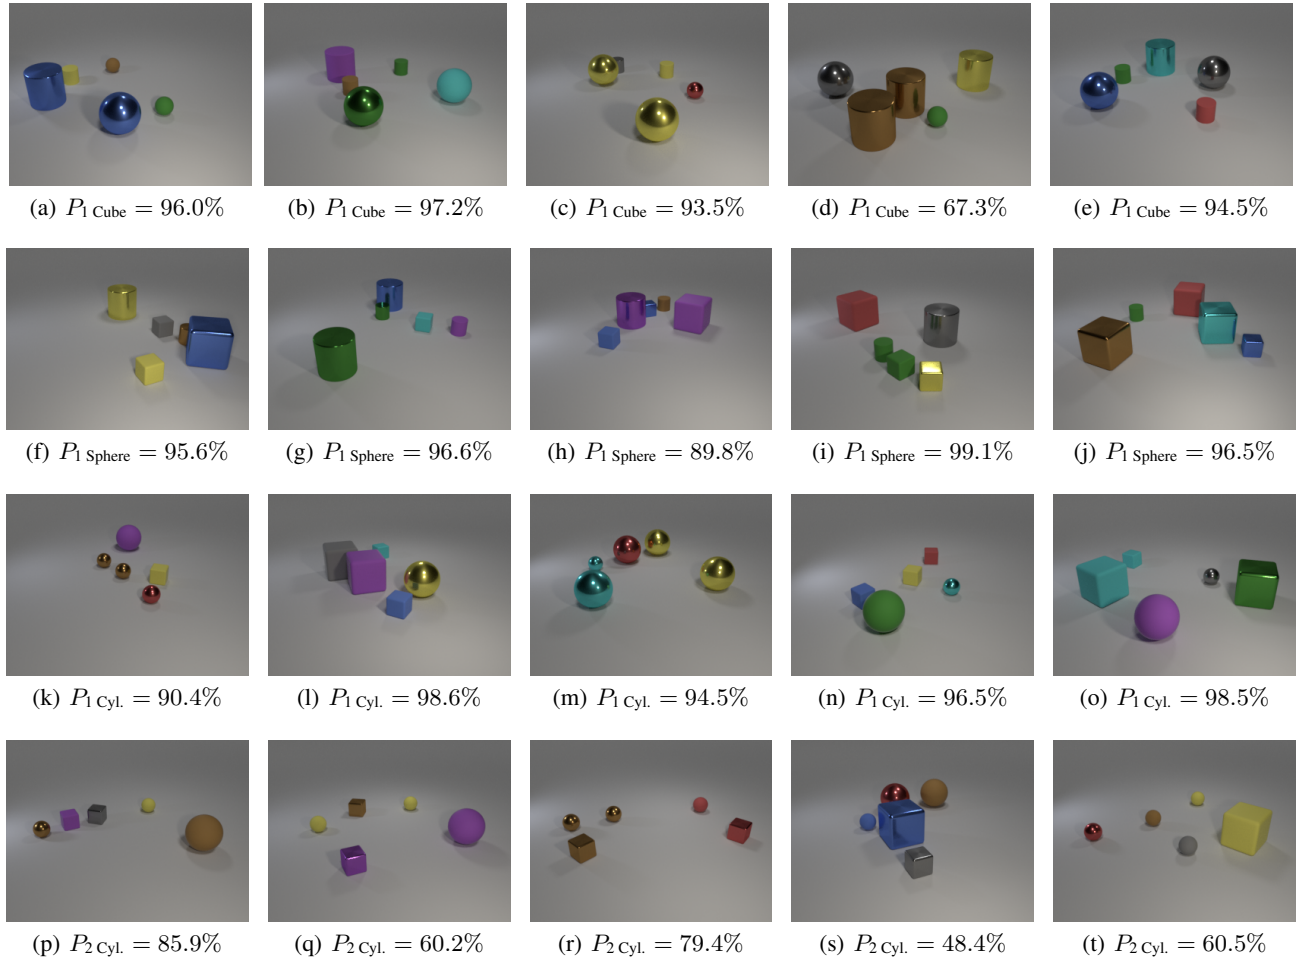 (a) P1 Cube = 96.0%
(b) P1 Cube = 97.2%
(c) P1 Cube = 93.5%
(d) P1 Cube = 67.3%
(e) P1 Cube = 94.5%
(f) P1 Sphere = 95.6%
(g) P1 Sphere = 96.6%
(h) P1 Sphere = 89.8%
(i) P1 Sphere = 99.1%
(j) P1 Sphere = 96.5%
(k) P1 Cyl. = 90.4%
(l) P1 Cyl. = 98.6%
(m) P1 Cyl. = 94.5%
(n) P1 Cyl. = 96.5%
(o) P1 Cyl. = 98.5%
(p) P2 Cyl. = 85.9%
(q) P2 Cyl. = 60.2%
(r) P2 Cyl. = 79.4%
(s) P2 Cyl. = 48.4%
(t) P2 Cyl. = 60.5%